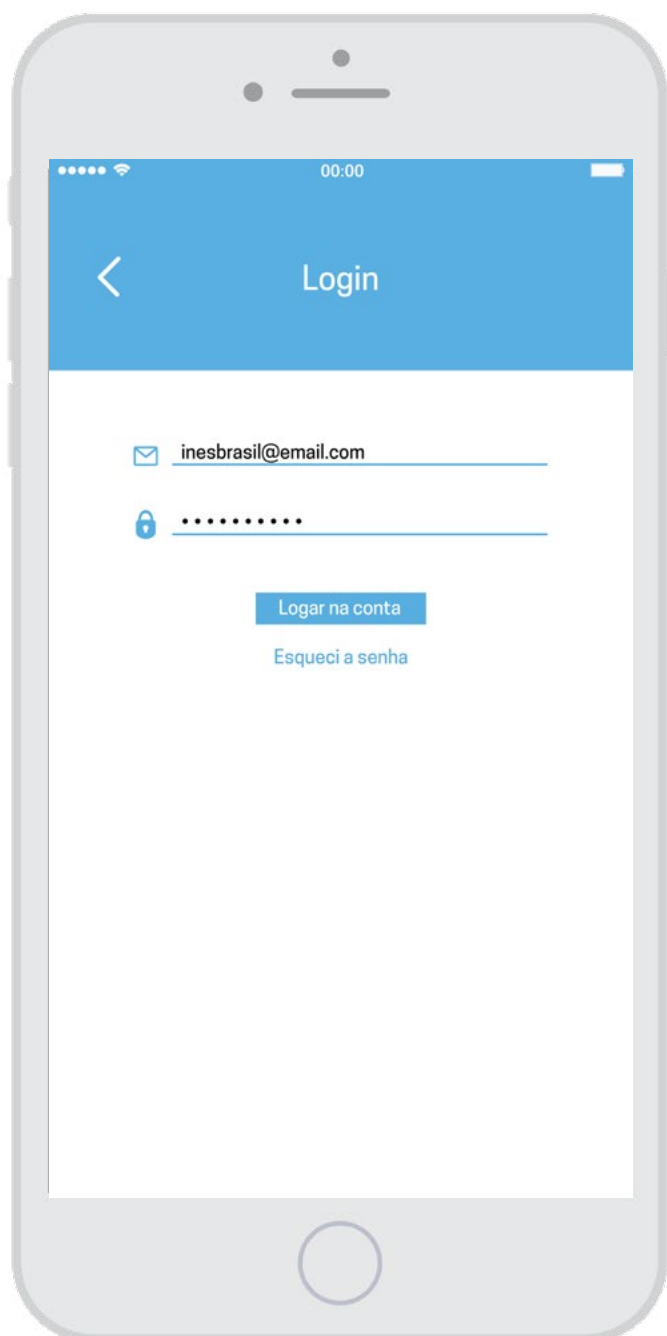 00:00
Login
inesbrasil@email.com
••••••••••
Logar na conta
Esqueci a senha